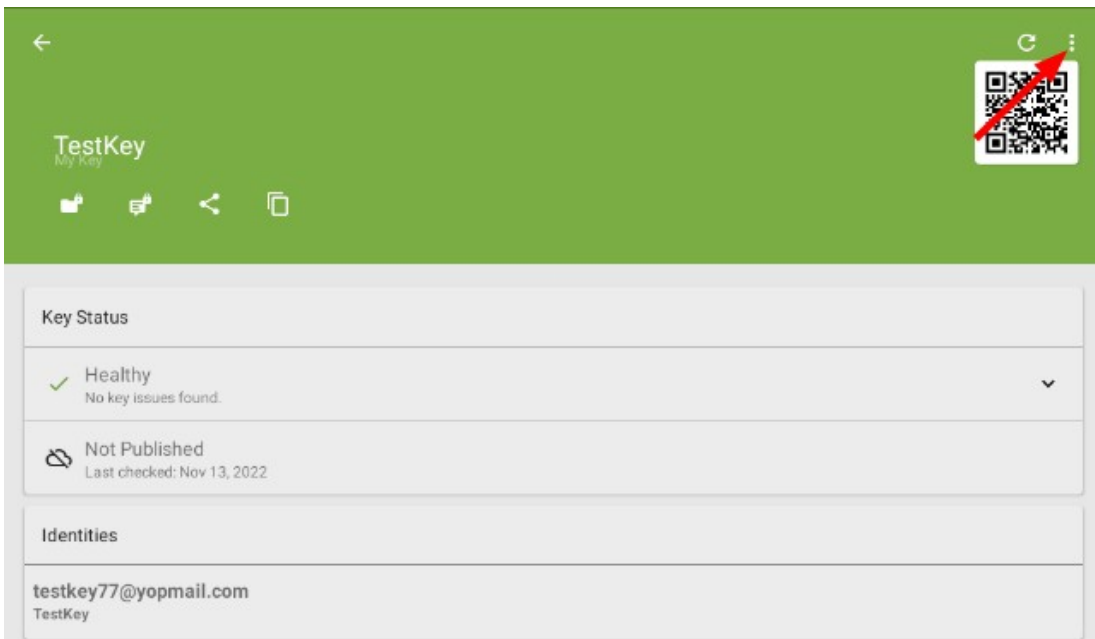 TestKey
My Key
Key Status
Healthy
No key issues found.
Not Published
Last checked: Nov 13, 2022
Identities
testkey77@yopmail.com
TestKey